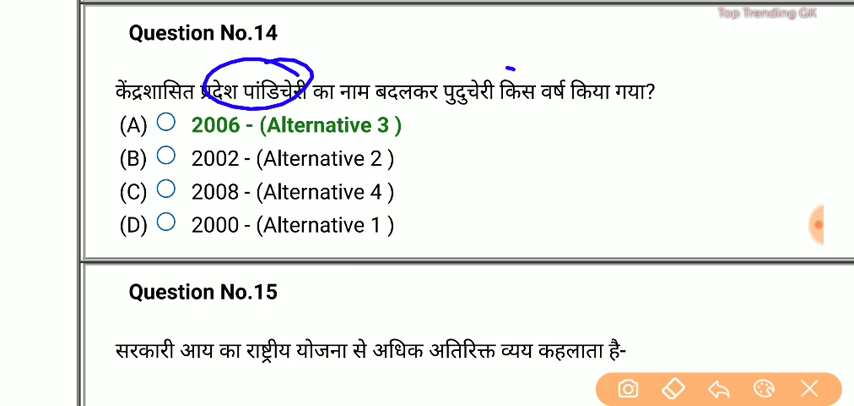 Top Trending GK
Question No.14
केंद्रशासित प्रदेश पांडिचेरी का नाम बदलकर पुदुचेरी किस वर्ष किया गया?
(A) 2006 - (Alternative 3 )
(B) 2002 - (Alternative 2 )
(C) 2008 - (Alternative 4 )
(D) 2000 - (Alternative 1 )
Question No.15
सरकारी आय का राष्ट्रीय योजना से अधिक अतिरिक्त व्यय कहलाता है-